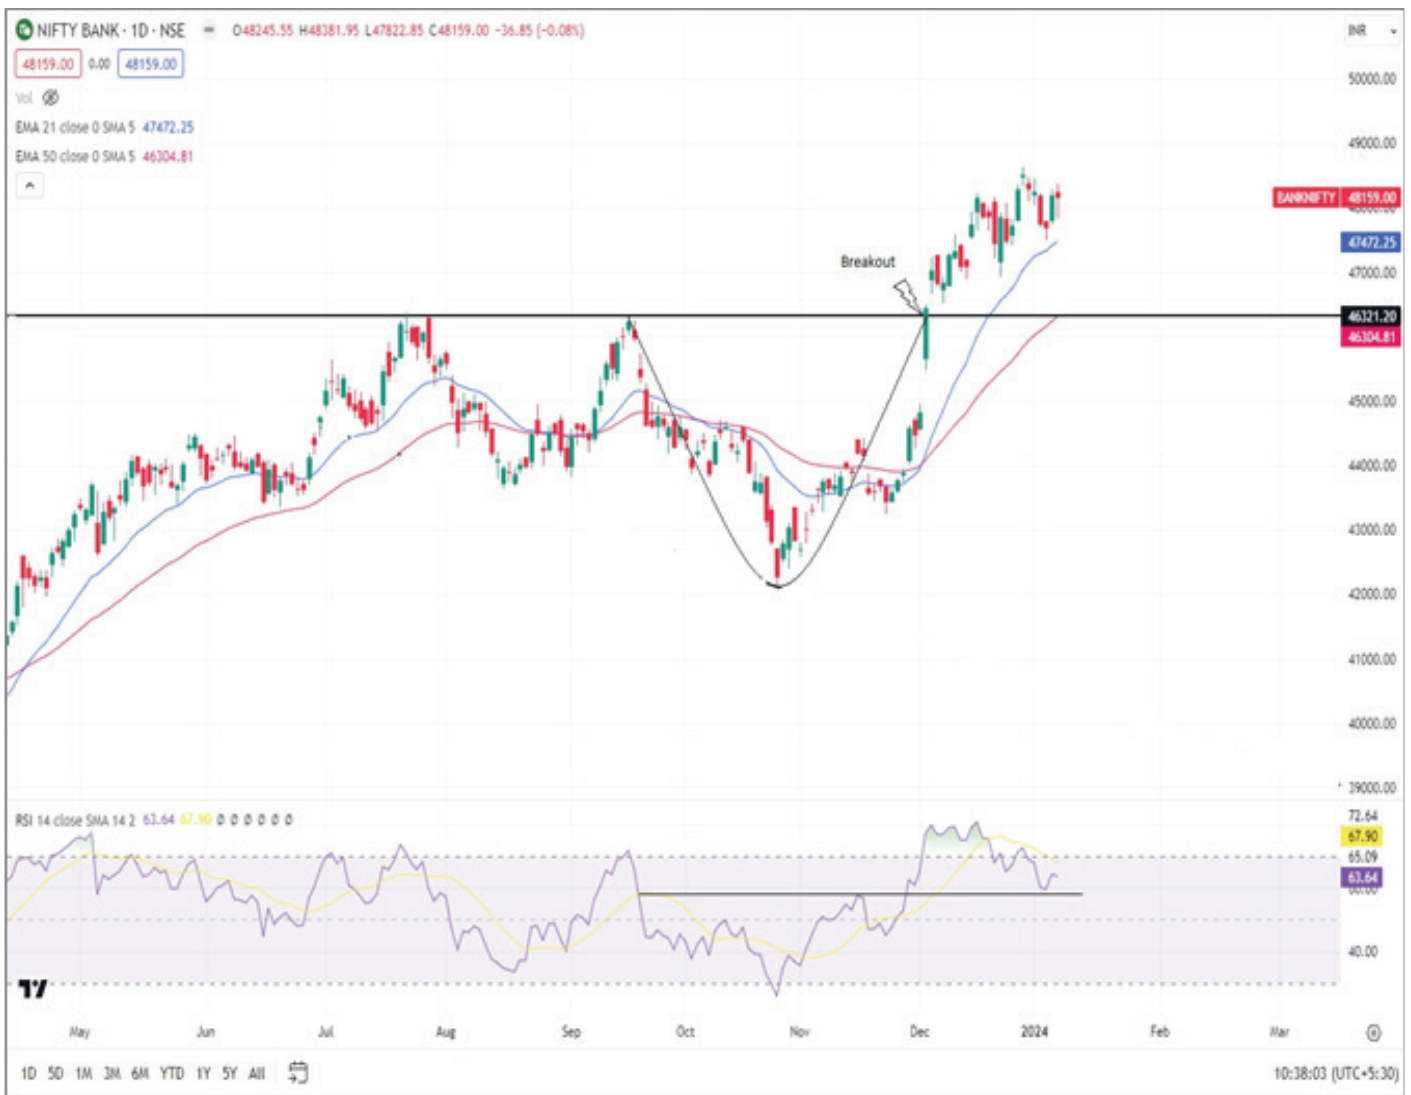 NIFTY BANK · 1D · NSE O48245.55 H48381.95 L47822.85 C48159.00 -36.85 (-0.08%)
INR
48159.00 0.00 48159.00
Vol
EMA 21 close 0 SMA 5 47472.25
EMA 50 close 0 SMA 5 46304.81
50000.00
49000.00
BANKNIFTY 48159.00
48000.00
47472.25
Breakout
47000.00
46321.20
46304.81
45000.00
44000.00
43000.00
42000.00
41000.00
40000.00
39000.00
RSI 14 close SMA 14 2 63.64 67.90 Ø Ø Ø Ø Ø Ø
72.64
67.90
65.09
63.64
60.00
40.00
May Jun Jul Aug Sep Oct Nov Dec 2024 Feb Mar
1D 5D 1M 3M 6M YTD 1Y 5Y All 10:38:03 (UTC+5:30)